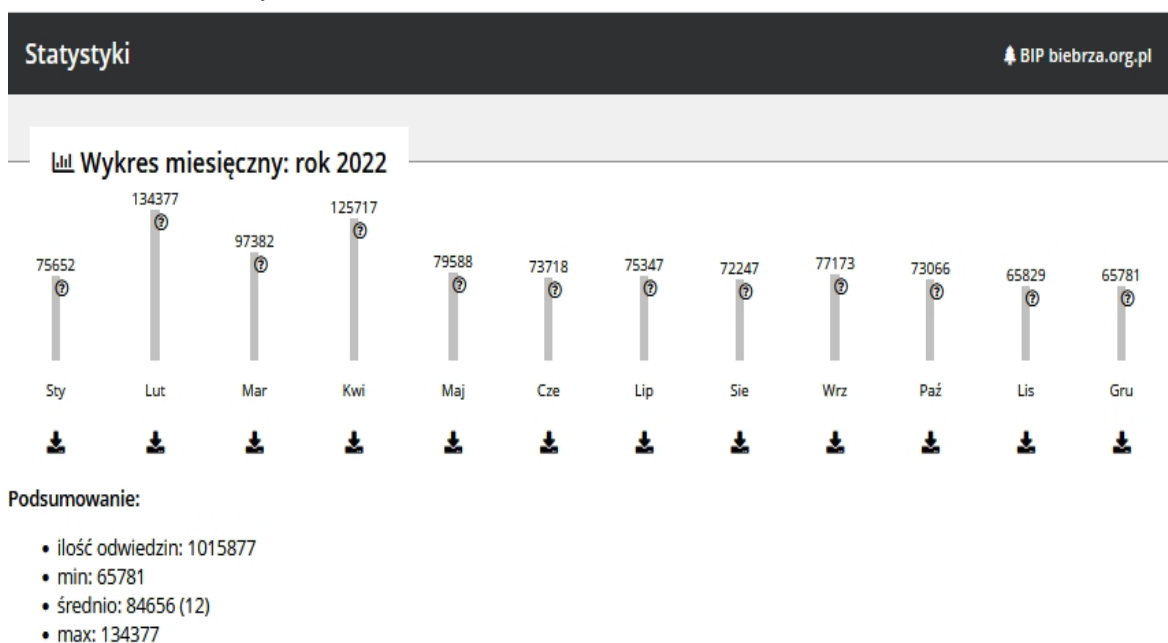 Statystyki
BIP biebrza.org.pl
Wykres miesięczny: rok 2022
75652 134377 97382 125717 79588 73718 75347 72247 77173 73066 65829 65781
Sty Lut Mar Kwi Maj Cze Lip Sie Wrz Paź Lis Gru
Podsumowanie:
• ilość odwiedzin: 1015877
• min: 65781
• średnio: 84656 (12)
• max: 134377